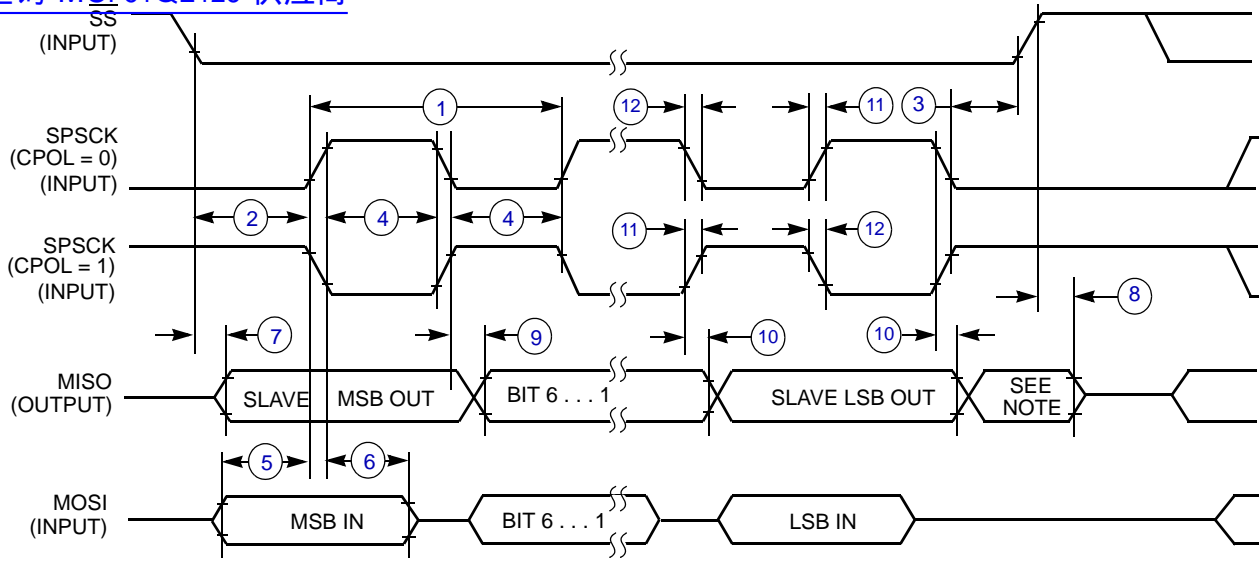 SS
(INPUT)
1
12
11
3
SPSCK
(CPOL = 0)
(INPUT)
2
4
4
11
12
SPSCK
(CPOL = 1)
(INPUT)
8
7
9
10
10
MISO
(OUTPUT)
SLAVE
MSB OUT
BIT 6 . . . 1
SLAVE LSB OUT
SEE
NOTE
5
6
MOSI
(INPUT)
MSB IN
BIT 6 . . . 1
LSB IN